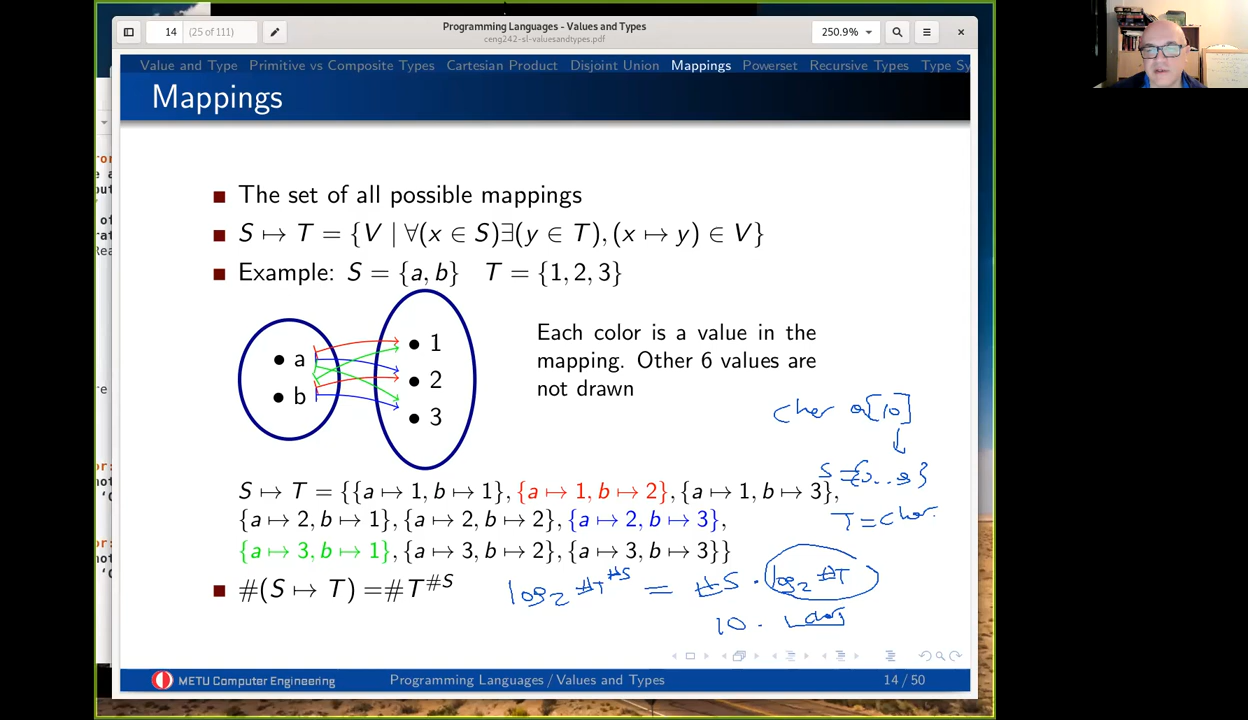 Programming Languages - Values and Types
ceng242-sl-valuesandtypes.pdf
14 (25 of 111)
250.9%
Value and Type Primitive vs Composite Types Cartesian Product Disjoint Union Mappings Powerset Recursive Types Type Sy
Mappings
The set of all possible mappings
S ↦ T = {V | ∀(x ∈ S)∃(y ∈ T), (x ↦ y) ∈ V}
Example: S = {a, b} T = {1, 2, 3}
a
b
1
2
3
Each color is a value in the
mapping. Other 6 values are
not drawn
char a[10]
S = {0..9}
T = char.
S ↦ T = {{a ↦ 1, b ↦ 1}, {a ↦ 1, b ↦ 2}, {a ↦ 1, b ↦ 3},
{a ↦ 2, b ↦ 1}, {a ↦ 2, b ↦ 2}, {a ↦ 2, b ↦ 3},
{a ↦ 3, b ↦ 1}, {a ↦ 3, b ↦ 2}, {a ↦ 3, b ↦ 3}}
#(S ↦ T) =#T^#S
log₂ #T^#S = #S · log₂ #T
10 ·
METU Computer Engineering Programming Languages / Values and Types 14 / 50